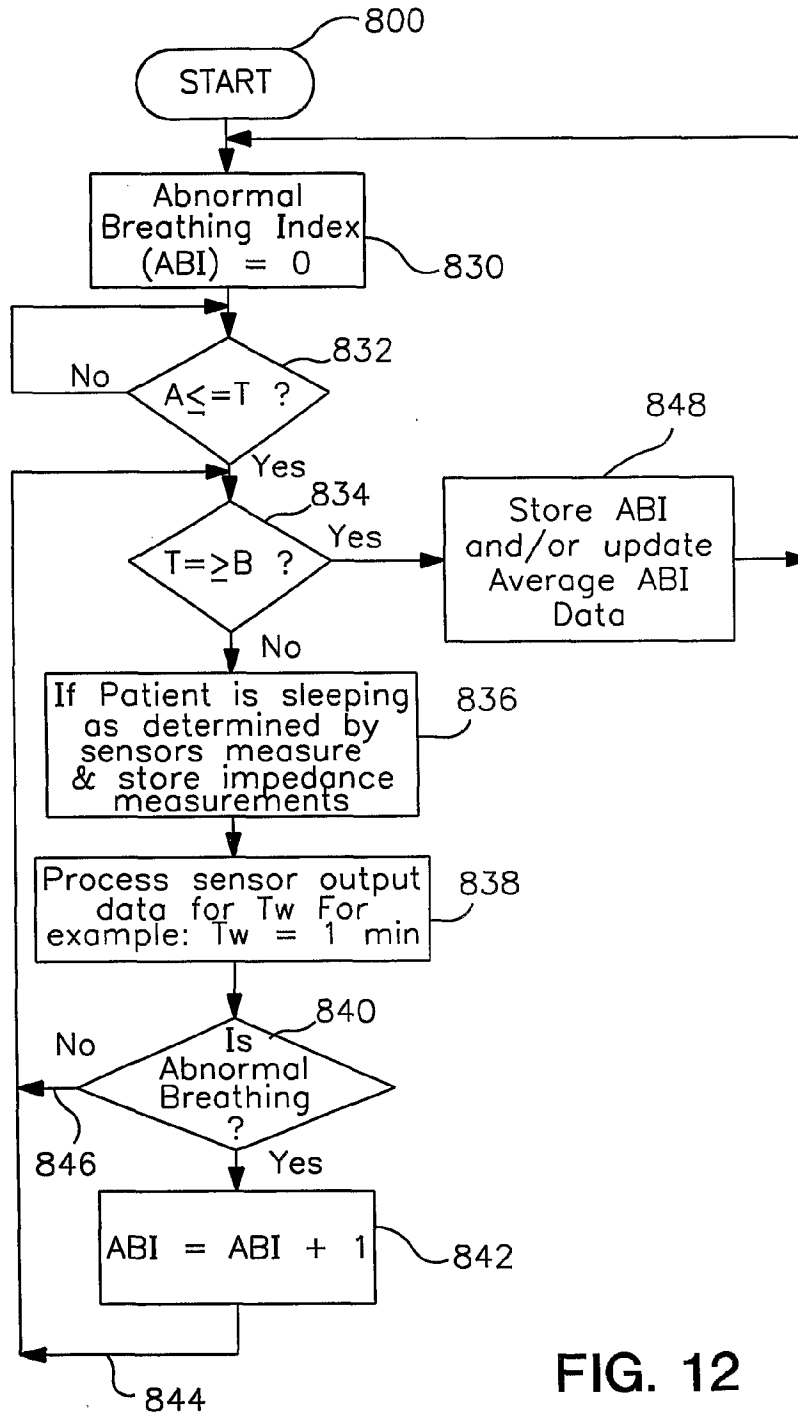 800
START
Abnormal
Breathing Index
(ABI) = 0
830
832
No
A≤=T ?
Yes
834
848
T=≥B ?
Yes
Store ABI
and/or update
Average ABI
Data
No
If Patient is sleeping
as determined by
sensors measure
& store impedance
measurements
836
Process sensor output
data for Tw For
example: Tw = 1 min
838
840
No
Is
Abnormal
Breathing
?
846
Yes
ABI = ABI + 1
842
844
FIG. 12